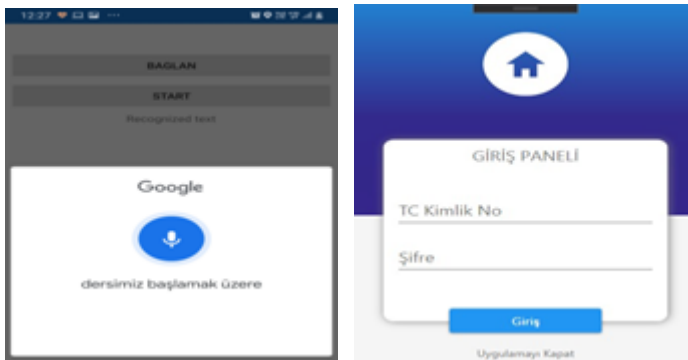 12:27
BAGLAN
START
Recognized text
Google
dersimiz başlamak üzere
GİRİŞ PANELİ
TC Kimlik No
Şifre
Giriş
Uygulamayı Kapat